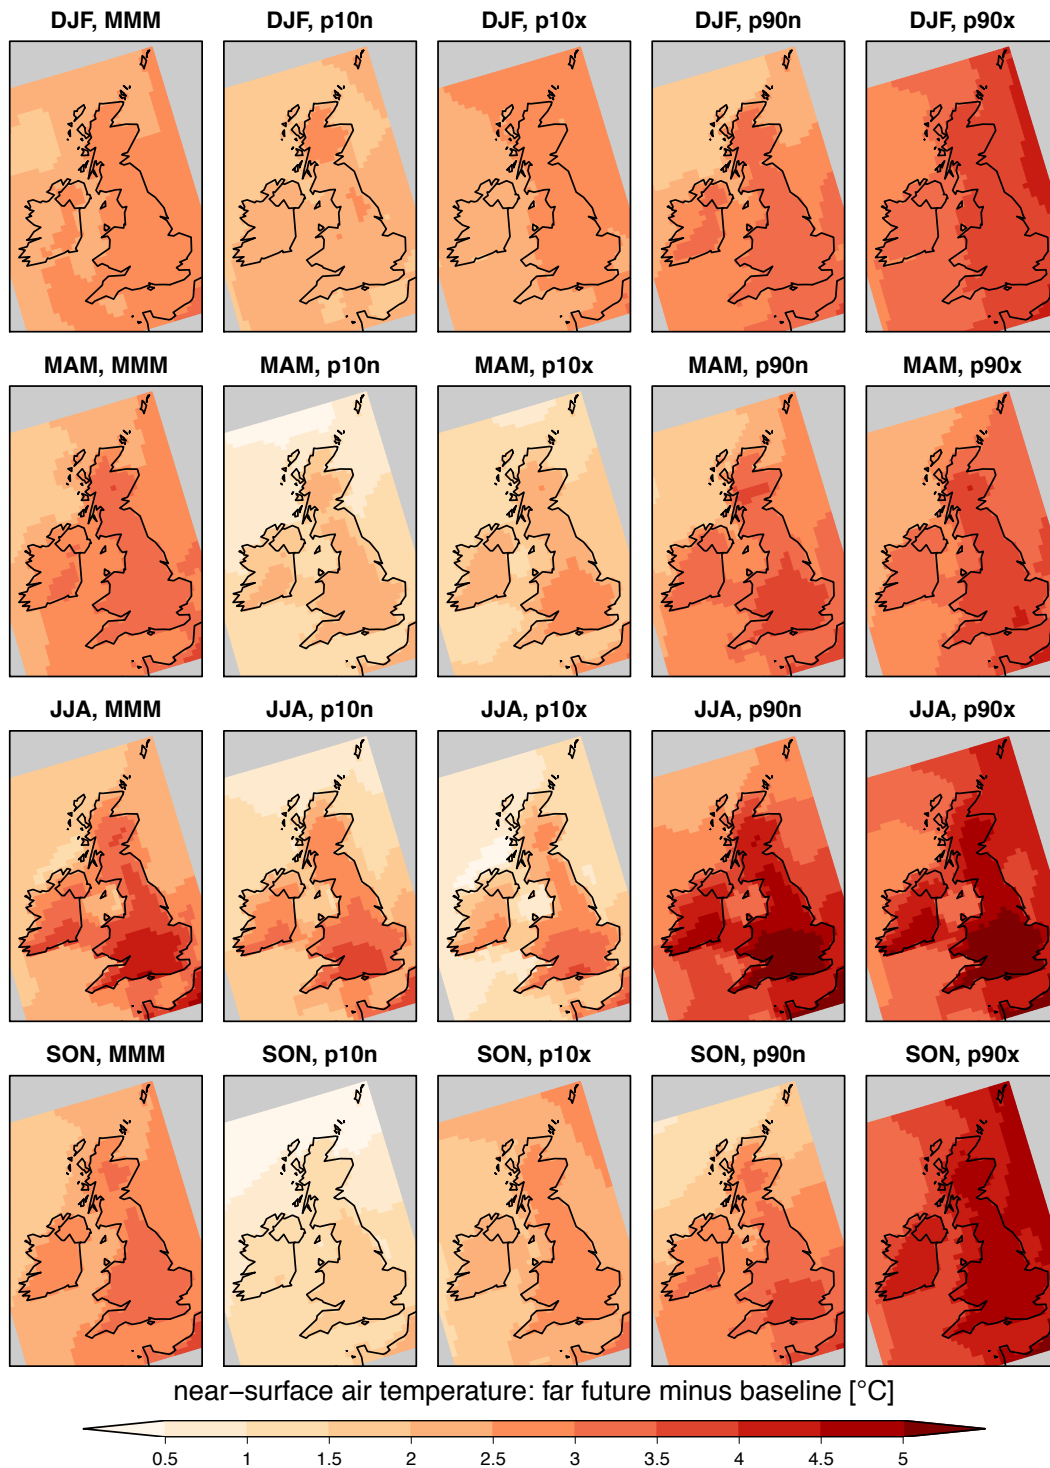 DJF, MMM DJF, p10n DJF, p10x DJF, p90n DJF, p90x
MAM, MMM MAM, p10n MAM, p10x MAM, p90n MAM, p90x
JJA, MMM JJA, p10n JJA, p10x JJA, p90n JJA, p90x
SON, MMM SON, p10n SON, p10x SON, p90n SON, p90x
near−surface air temperature: far future minus baseline [°C]
0.5 1 1.5 2 2.5 3 3.5 4 4.5 5